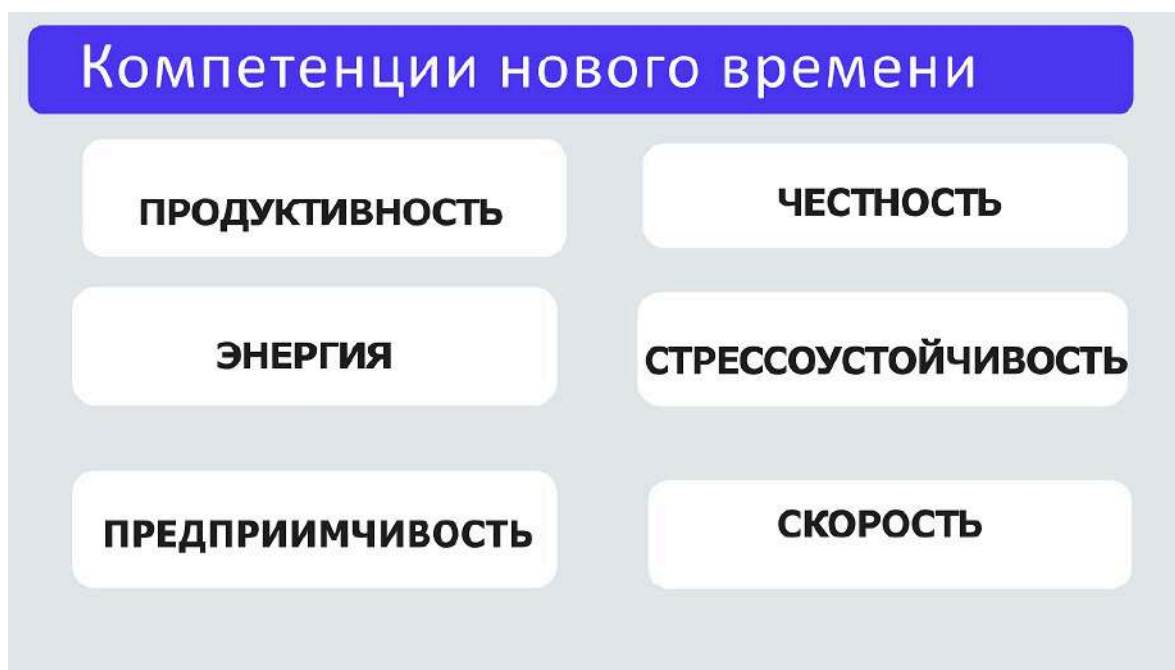 Компетенции нового времени
ПРОДУКТИВНОСТЬ
ЧЕСТНОСТЬ
ЭНЕРГИЯ
СТРЕССОУСТОЙЧИВОСТЬ
ПРЕДПРИИМЧИВОСТЬ
СКОРОСТЬ